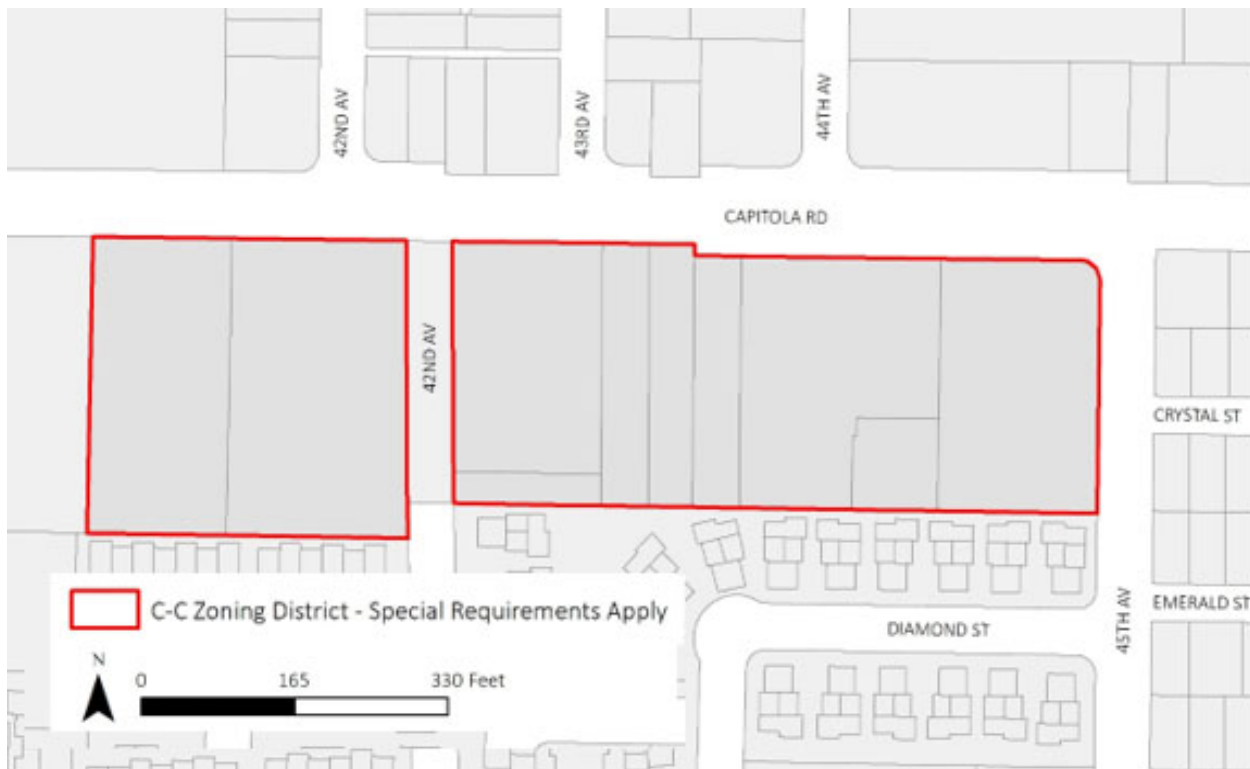 42ND AV
43RD AV
44TH AV
CAPITOLA RD
42ND AV
CRYSTAL ST
EMERALD ST
45TH AV
DIAMOND ST
C-C Zoning District - Special Requirements Apply
N
0 165 330 Feet